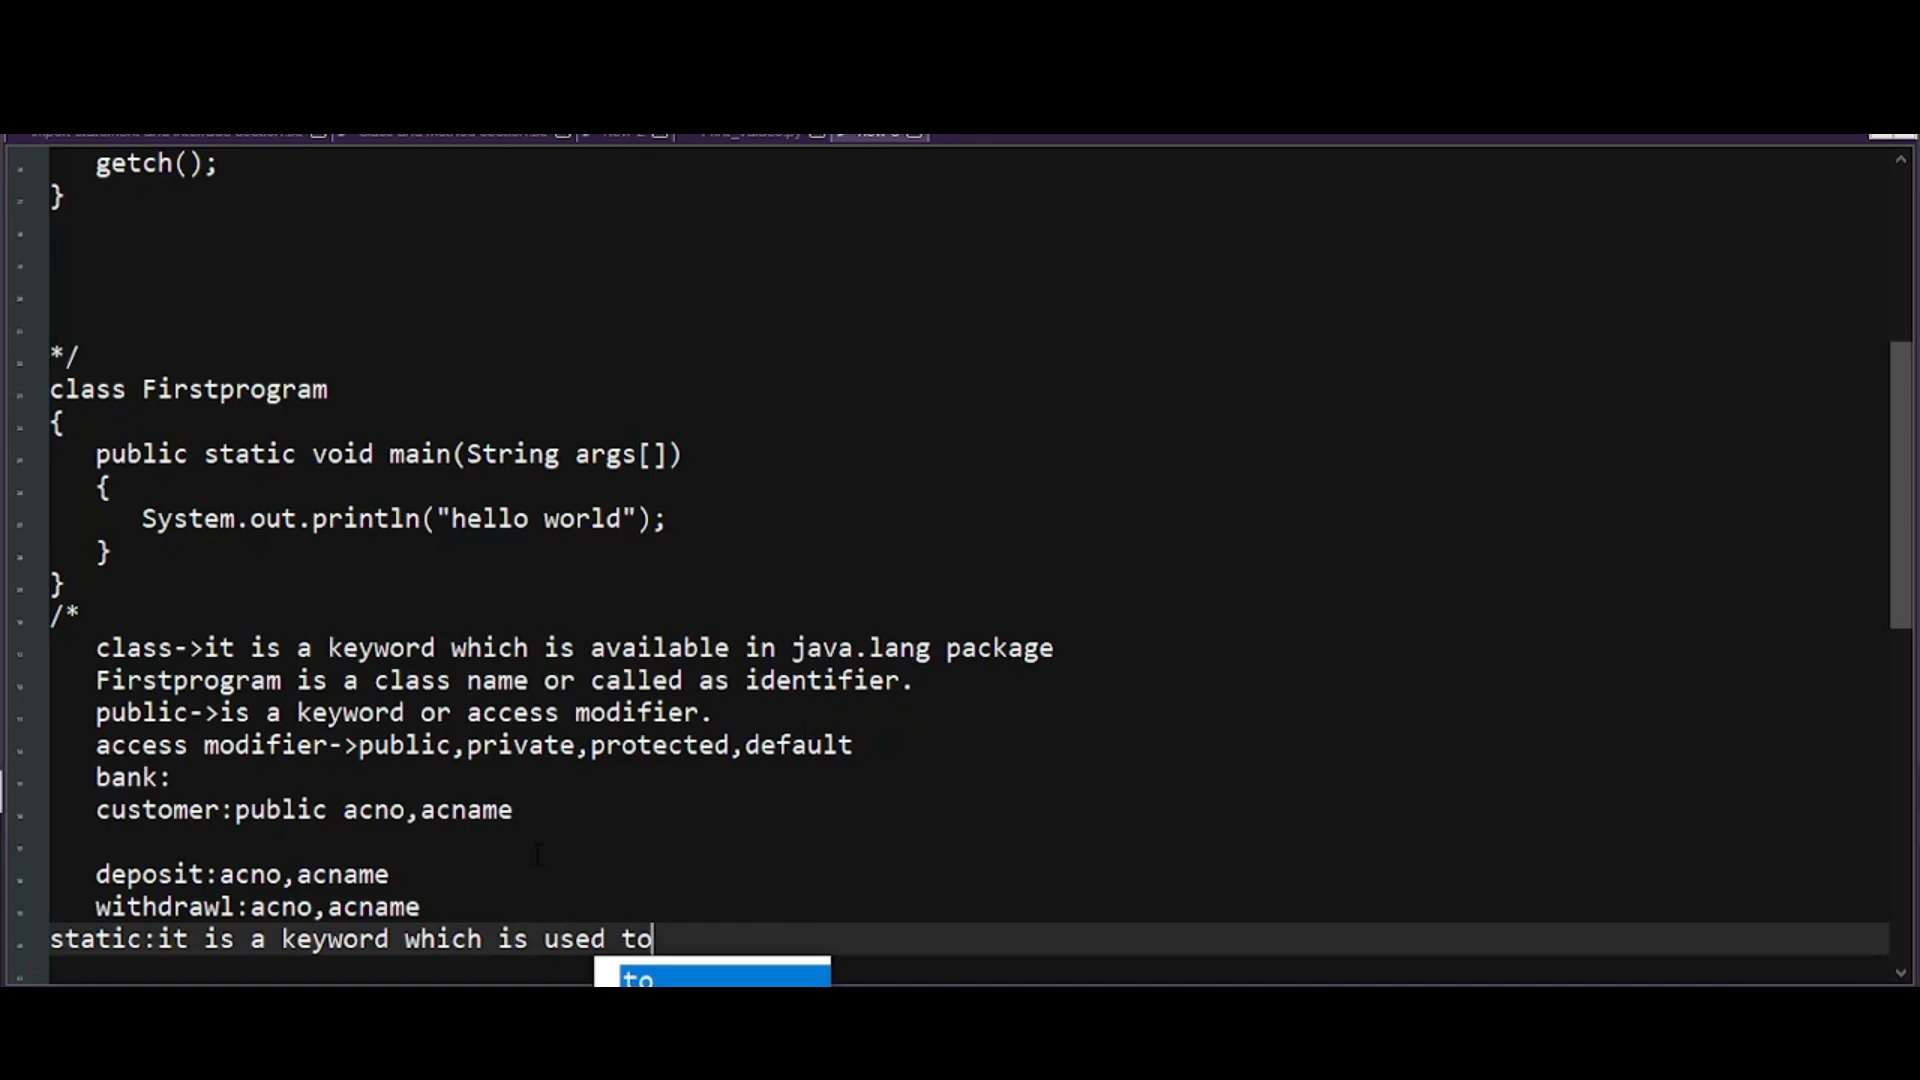 getch();
}
*/
class Firstprogram
{
public static void main(String args[])
{
System.out.println("hello world");
}
}
/*
class->it is a keyword which is available in java.lang package
Firstprogram is a class name or called as identifier.
public->is a keyword or access modifier.
access modifier->public,private,protected,default
bank:
customer:public acno,acname
deposit:acno,acname
withdrawl:acno,acname
static:it is a keyword which is used to
to